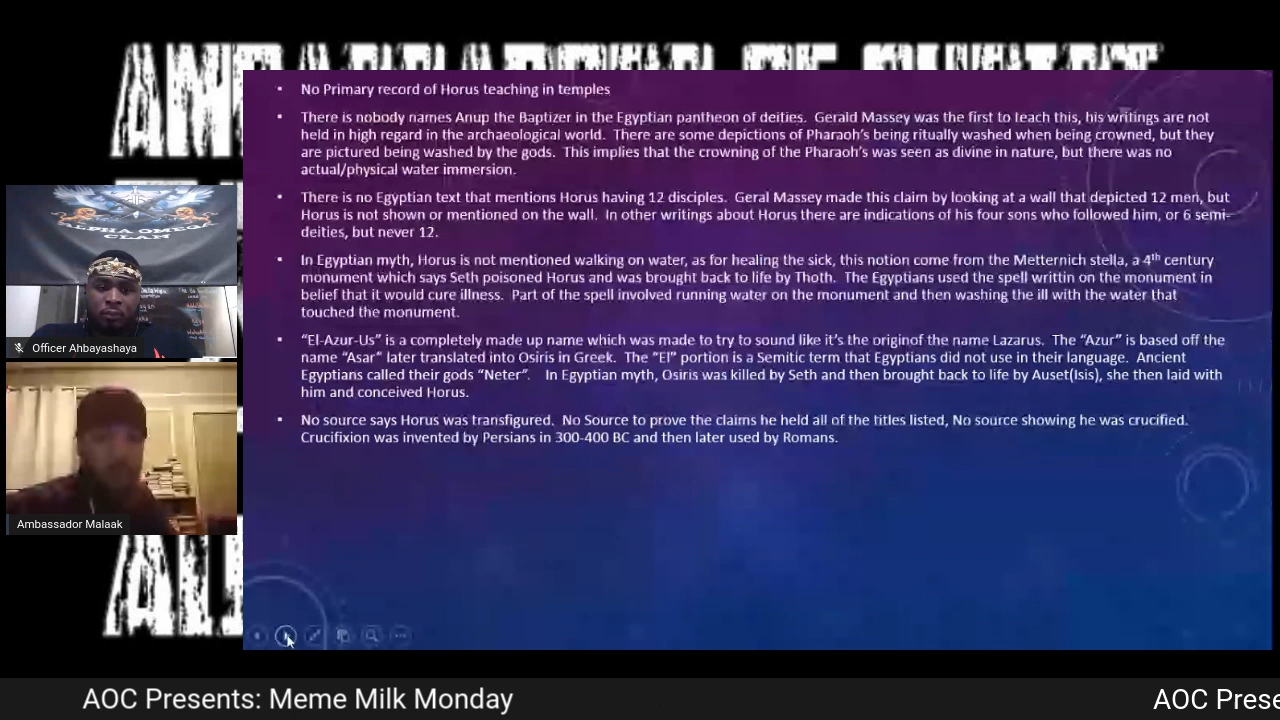 No Primary record of Horus teaching in temples
There is nobody names Anup the Baptizer in the Egyptian pantheon of deities. Gerald Massey was the first to teach this, his writings are not
held in high regard in the archaeological world. There are some depictions of Pharaoh's being ritually washed when being crowned, but they
are pictured being washed by the gods. This implies that the crowning of the Pharaoh's was seen as divine in nature, but there was no
actual/physical water immersion.
There is no Egyptian text that mentions Horus having 12 disciples. Geral Massey made this claim by looking at a wall that depicted 12 men, but
Horus is not shown or mentioned on the wall. In other writings about Horus there are indications of his four sons who followed him, or 6 semi-
deities, but never 12.
In Egyptian myth, Horus is not mentioned walking on water, as for healing the sick, this notion come from the Metternich stella, a 4th century
monument which says Seth poisoned Horus and was brought back to life by Thoth. The Egyptians used the spell writtin on the monument in
belief that it would cure illness. Part of the spell involved running water on the monument and then washing the ill with the water that
touched the monument.
"El-Azur-Us" is a completely made up name which was made to try to sound like it's the originof the name Lazarus. The "Azur" is based off the
name "Asar" later translated into Osiris in Greek. The "El" portion is a Semitic term that Egyptians did not use in their language. Ancient
Egyptians called their gods "Neter". In Egyptian myth, Osiris was killed by Seth and then brought back to life by Auset(Isis), she then laid with
him and conceived Horus.
No source says Horus was transfigured. No Source to prove the claims he held all of the titles listed, No source showing he was crucified.
Crucifixion was invented by Persians in 300-400 BC and then later used by Romans.
ALPHA OMEGA
CLAN
Officer Ahbayashaya
Ambassador Malaak
AOC Presents: Meme Milk Monday
AOC Prese